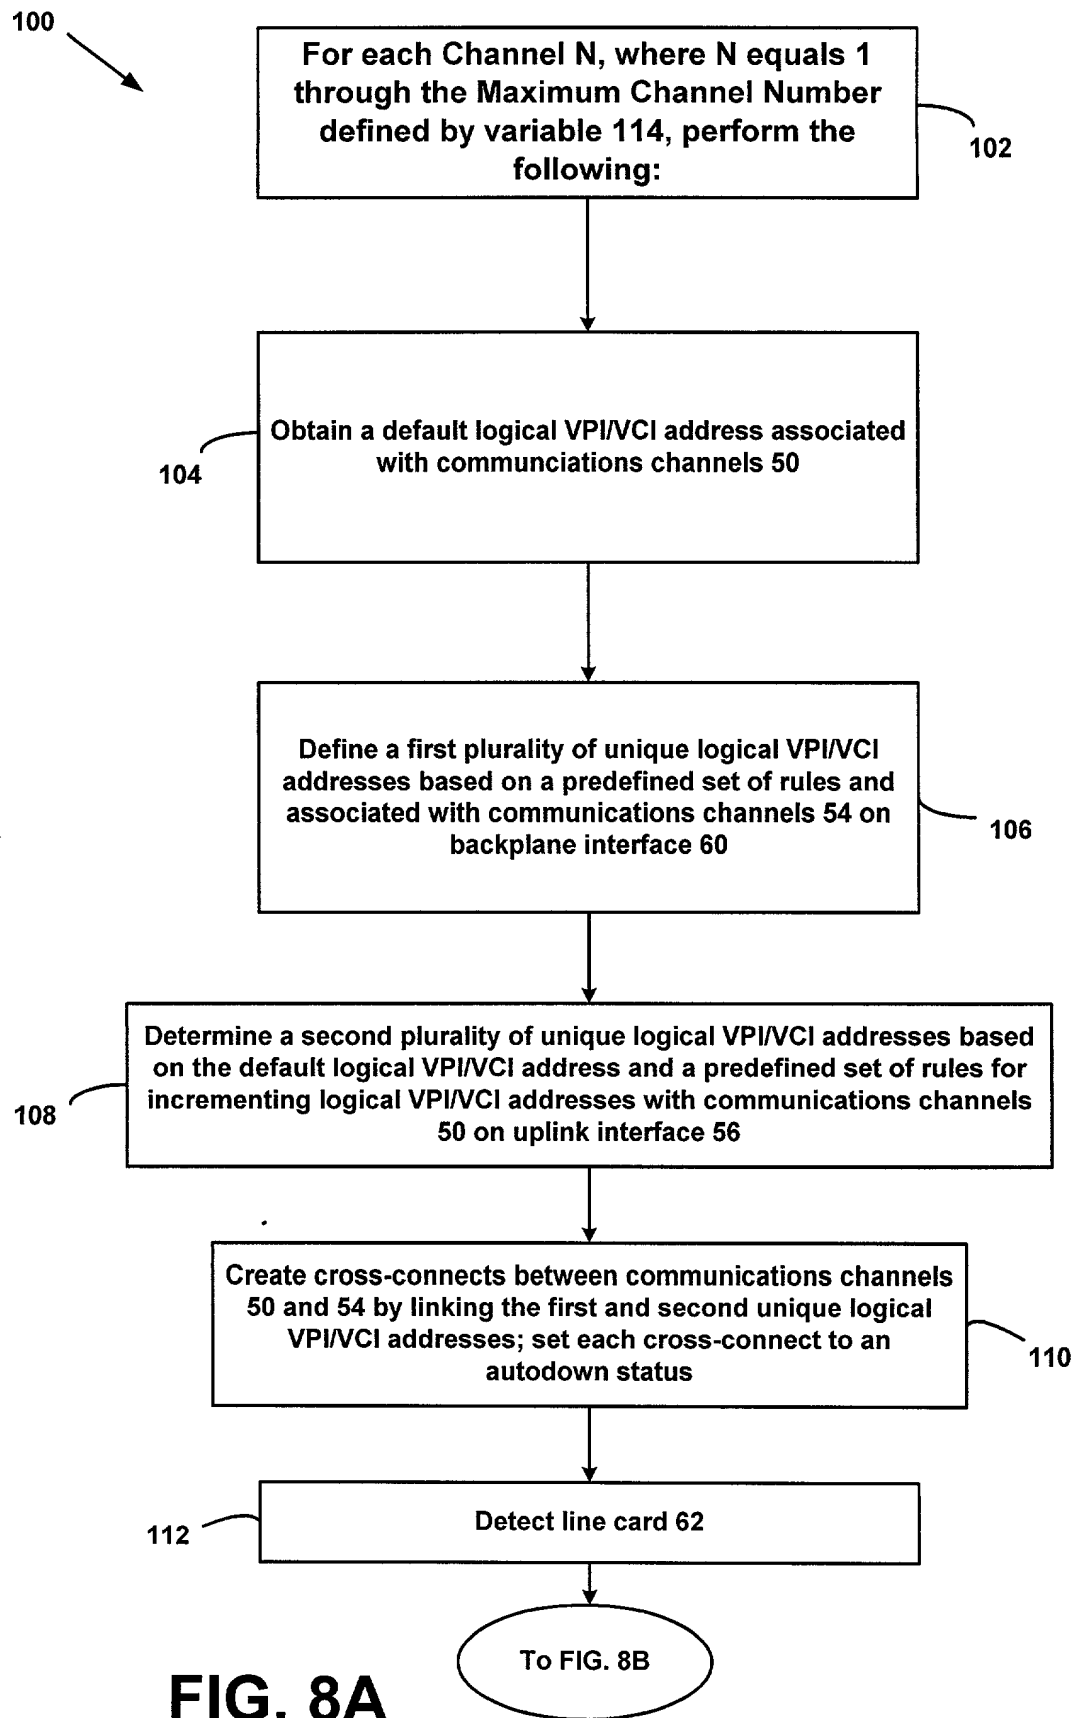 100
For each Channel N, where N equals 1
through the Maximum Channel Number
defined by variable 114, perform the
following:
102
Obtain a default logical VPI/VCI address associated
with communciations channels 50
104
Define a first plurality of unique logical VPI/VCI
addresses based on a predefined set of rules and
associated with communications channels 54 on
backplane interface 60
106
Determine a second plurality of unique logical VPI/VCI addresses based
on the default logical VPI/VCI address and a predefined set of rules for
incrementing logical VPI/VCI addresses with communications channels
50 on uplink interface 56
108
Create cross-connects between communications channels
50 and 54 by linking the first and second unique logical
VPI/VCI addresses; set each cross-connect to an
autodown status
110
Detect line card 62
112
To FIG. 8B
FIG. 8A